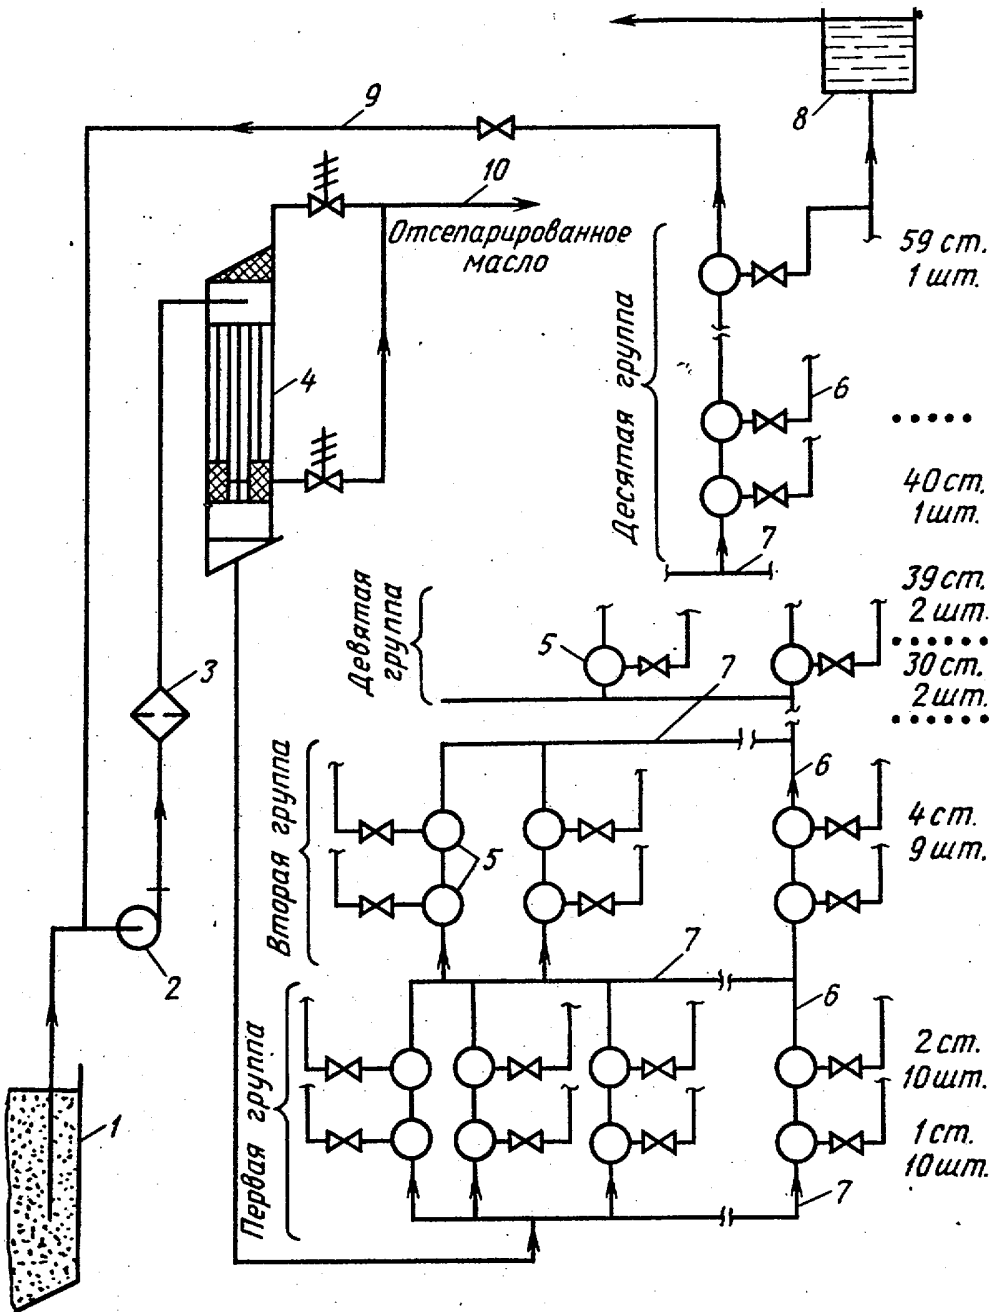 8
9
10
Отсепарированное
масло
59 ст.
1 шт.
Десятая группа
4
6
40 ст.
1 шт.
7
Девятая
группа
39 ст.
2 шт.
5
30 ст.
2 шт.
3
7
Вторая группа
6
4 ст.
9 шт.
5
2
7
Первая группа
6
2 ст.
10 шт.
1
1 ст.
10 шт.
7